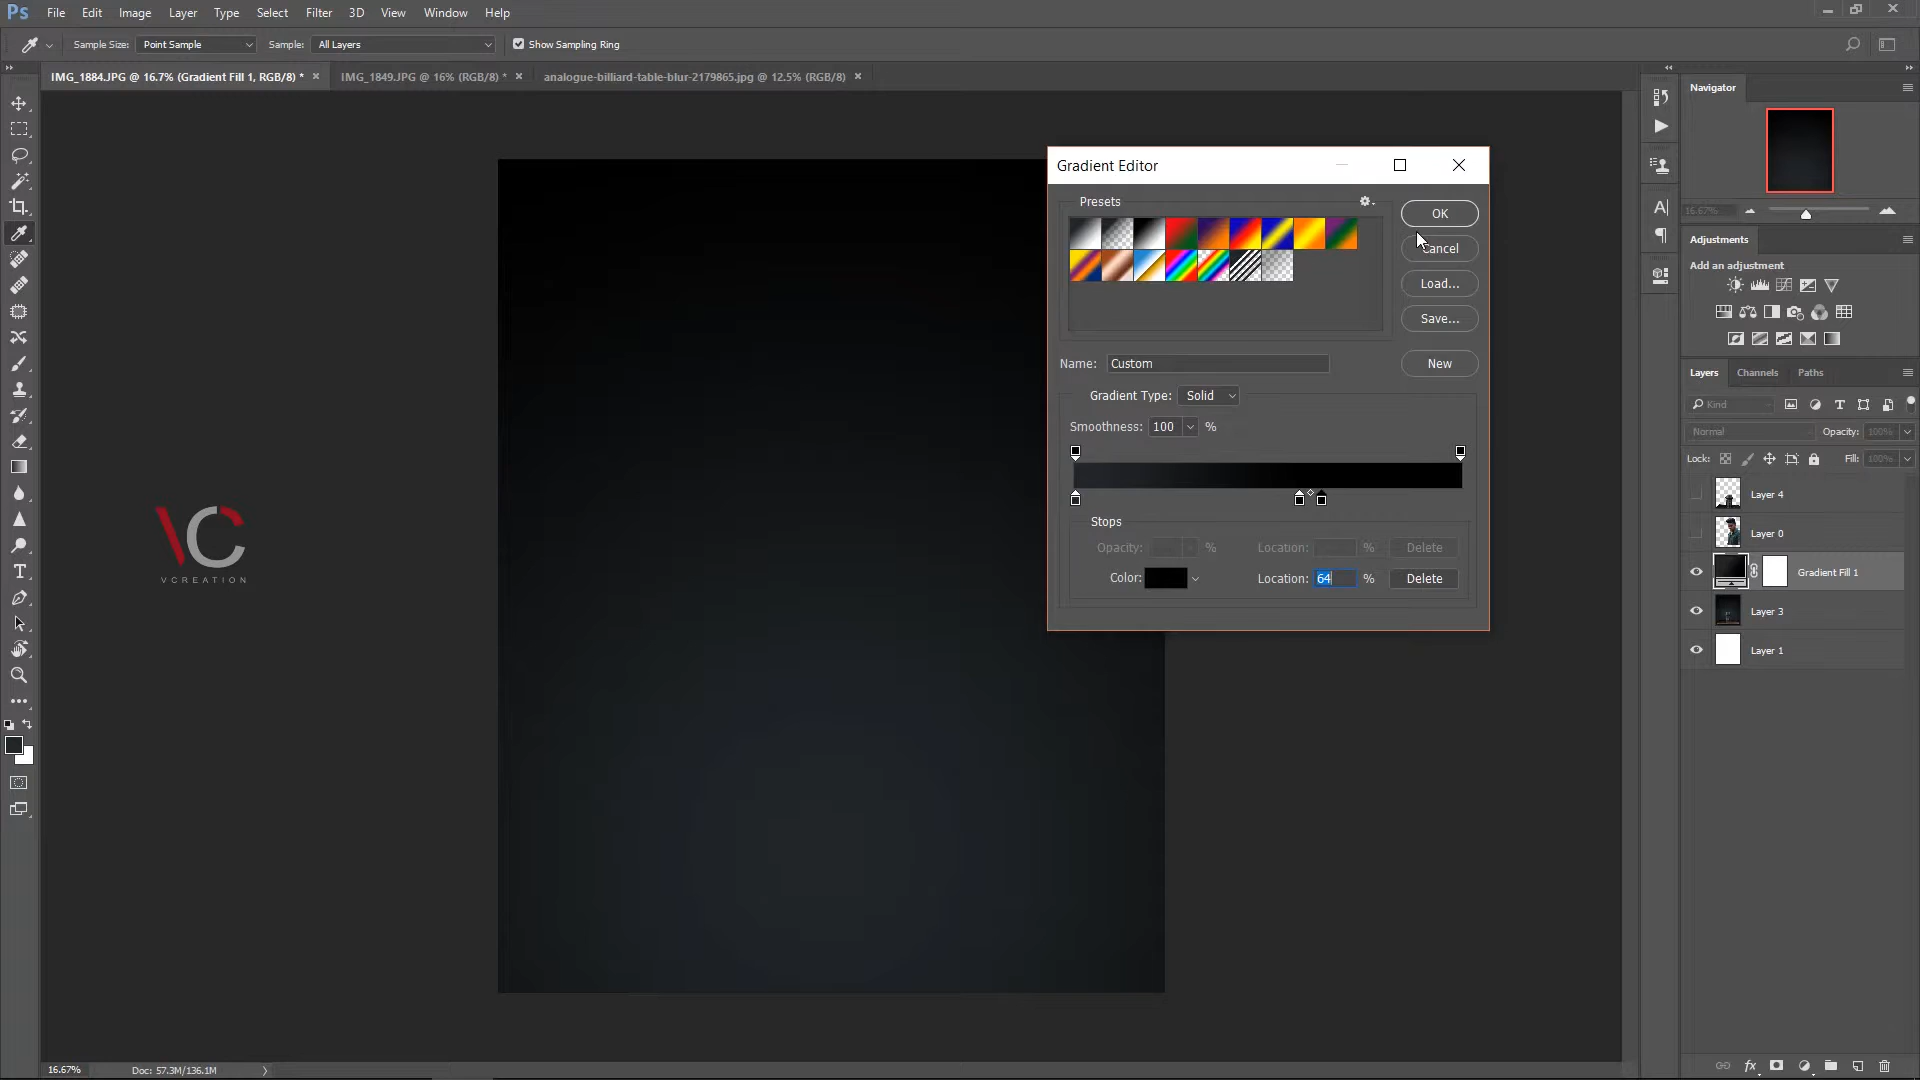 Ps File Edit Image Layer Type Select Filter 3D View Window Help
Sample Size: Point Sample Sample: All Layers Show Sampling Ring
IMG_1884.JPG @ 16.7% (Gradient Fill 1, RGB/8) * IMG_1849.JPG @ 16% (RGB/8) * analogue-billiard-table-blur-2179865.jpg @ 12.5% (RGB/8)
Navigator
16.67%
Adjustments
Add an adjustment
Layers Channels Paths
Kind
Normal Opacity: 100%
Lock: Fill: 100%
Layer 4
Layer 0
Gradient Fill 1
Layer 3
Layer 1
Gradient Editor
Presets
OK
Cancel
Load...
Save...
Name: Custom New
Gradient Type: Solid
Smoothness: 100 %
Stops
Opacity: % Location: % Delete
Color: Location: 64 % Delete
VC
VCREATION
16.67% Doc: 57.3M/136.1M